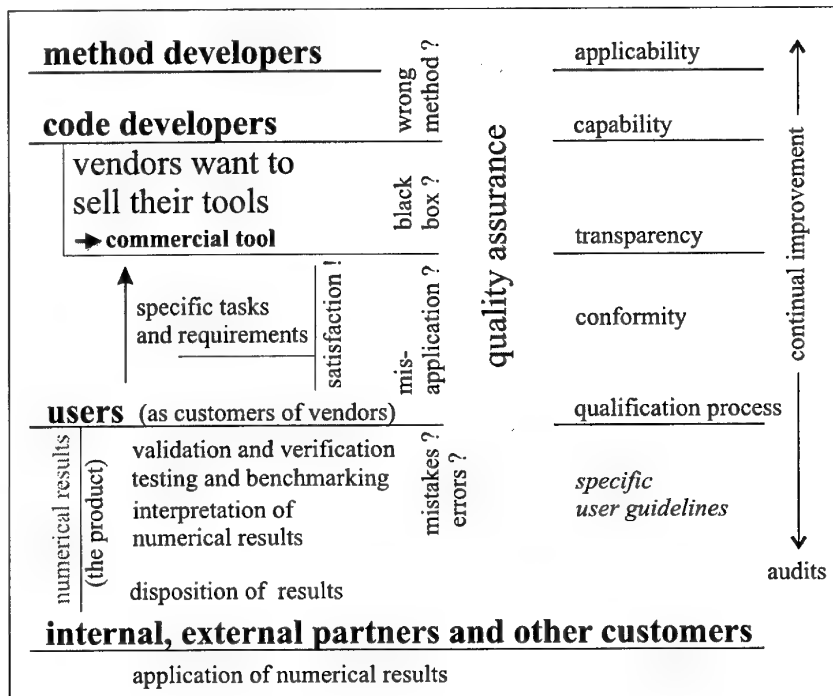 method developers
wrong
method ?
applicability
code developers
capability
vendors want to
sell their tools
→ commercial tool
black
box ?
transparency
quality assurance
continual improvement
specific tasks
and requirements
satisfaction !
mis-
application ?
conformity
users (as customers of vendors)
qualification process
numerical results
(the product)
validation and verification
testing and benchmarking
interpretation of
numerical results
disposition of results
mistakes ?
errors ?
specific
user guidelines
audits
internal, external partners and other customers
application of numerical results